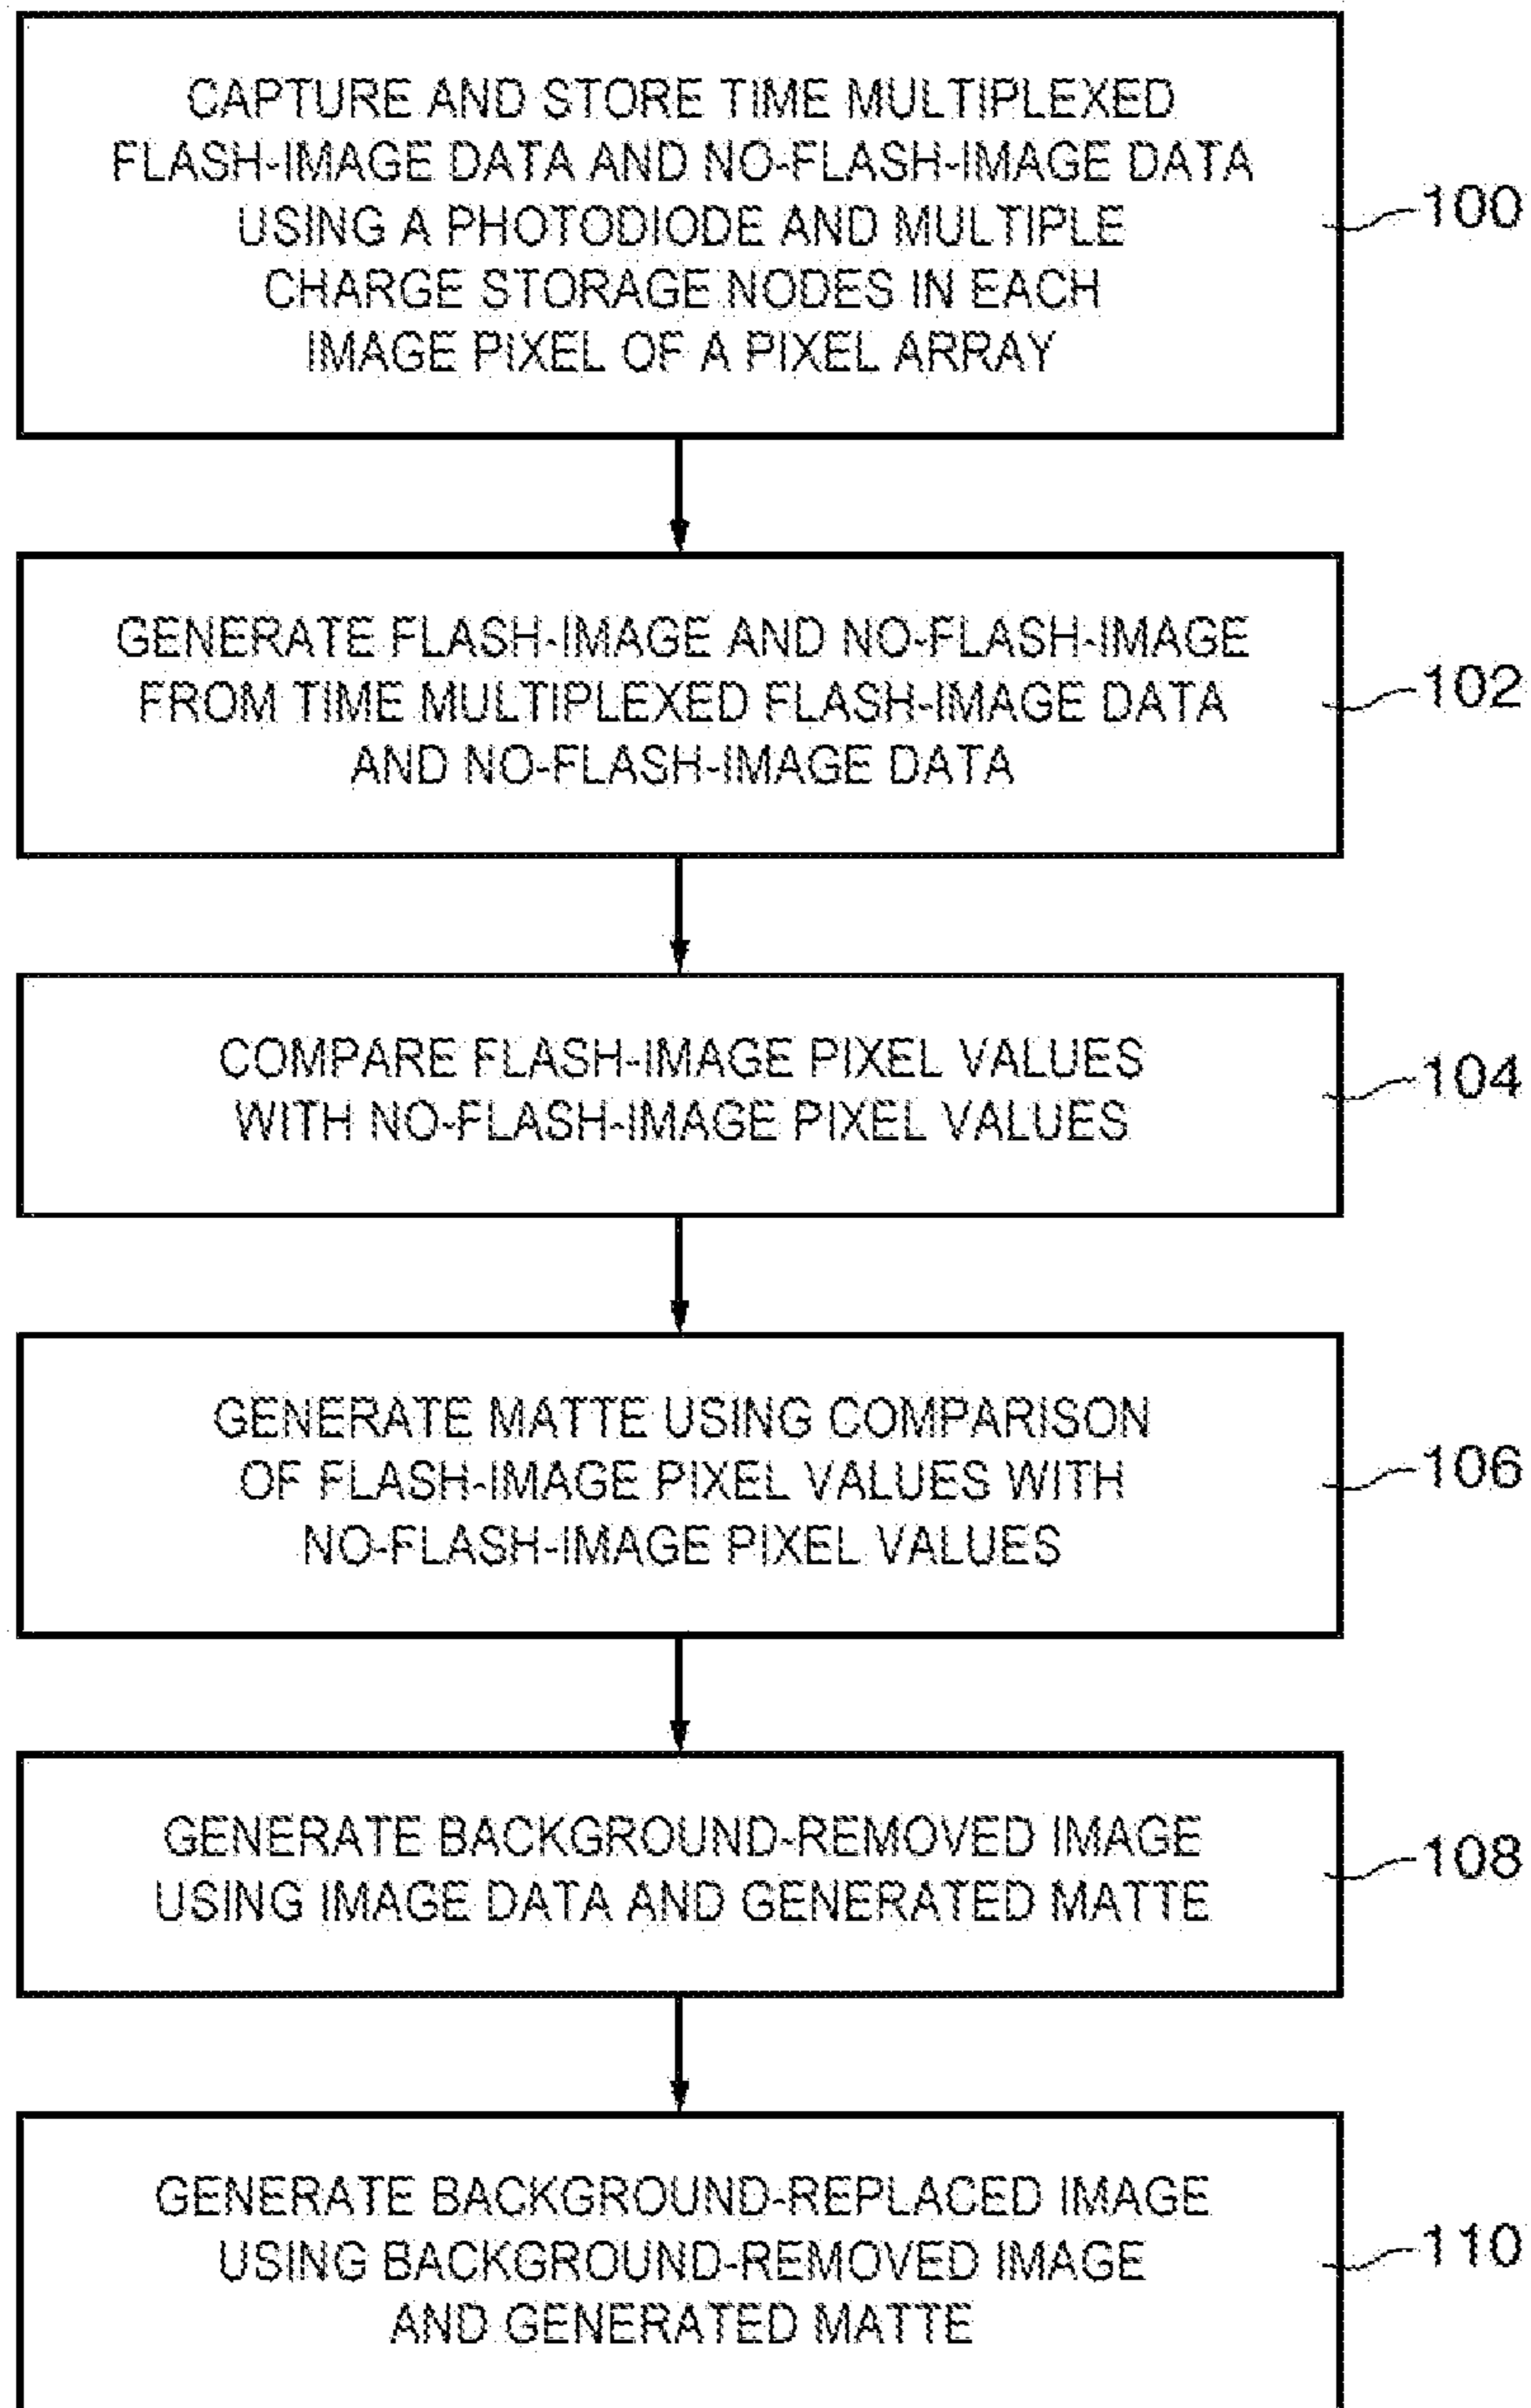 CAPTURE AND STORE TIME MULTIPLEXED
FLASH-IMAGE DATA AND NO-FLASH-IMAGE DATA
USING A PHOTODIODE AND MULTIPLE
CHARGE STORAGE NODES IN EACH
IMAGE PIXEL OF A PIXEL ARRAY
100
GENERATE FLASH-IMAGE AND NO-FLASH-IMAGE
FROM TIME MULTIPLEXED FLASH-IMAGE DATA
AND NO-FLASH-IMAGE DATA
102
COMPARE FLASH-IMAGE PIXEL VALUES
WITH NO-FLASH-IMAGE PIXEL VALUES
104
GENERATE MATTE USING COMPARISON
OF FLASH-IMAGE PIXEL VALUES WITH
NO-FLASH-IMAGE PIXEL VALUES
106
GENERATE BACKGROUND-REMOVED IMAGE
USING IMAGE DATA AND GENERATED MATTE
108
GENERATE BACKGROUND-REPLACED IMAGE
USING BACKGROUND-REMOVED IMAGE
AND GENERATED MATTE
110